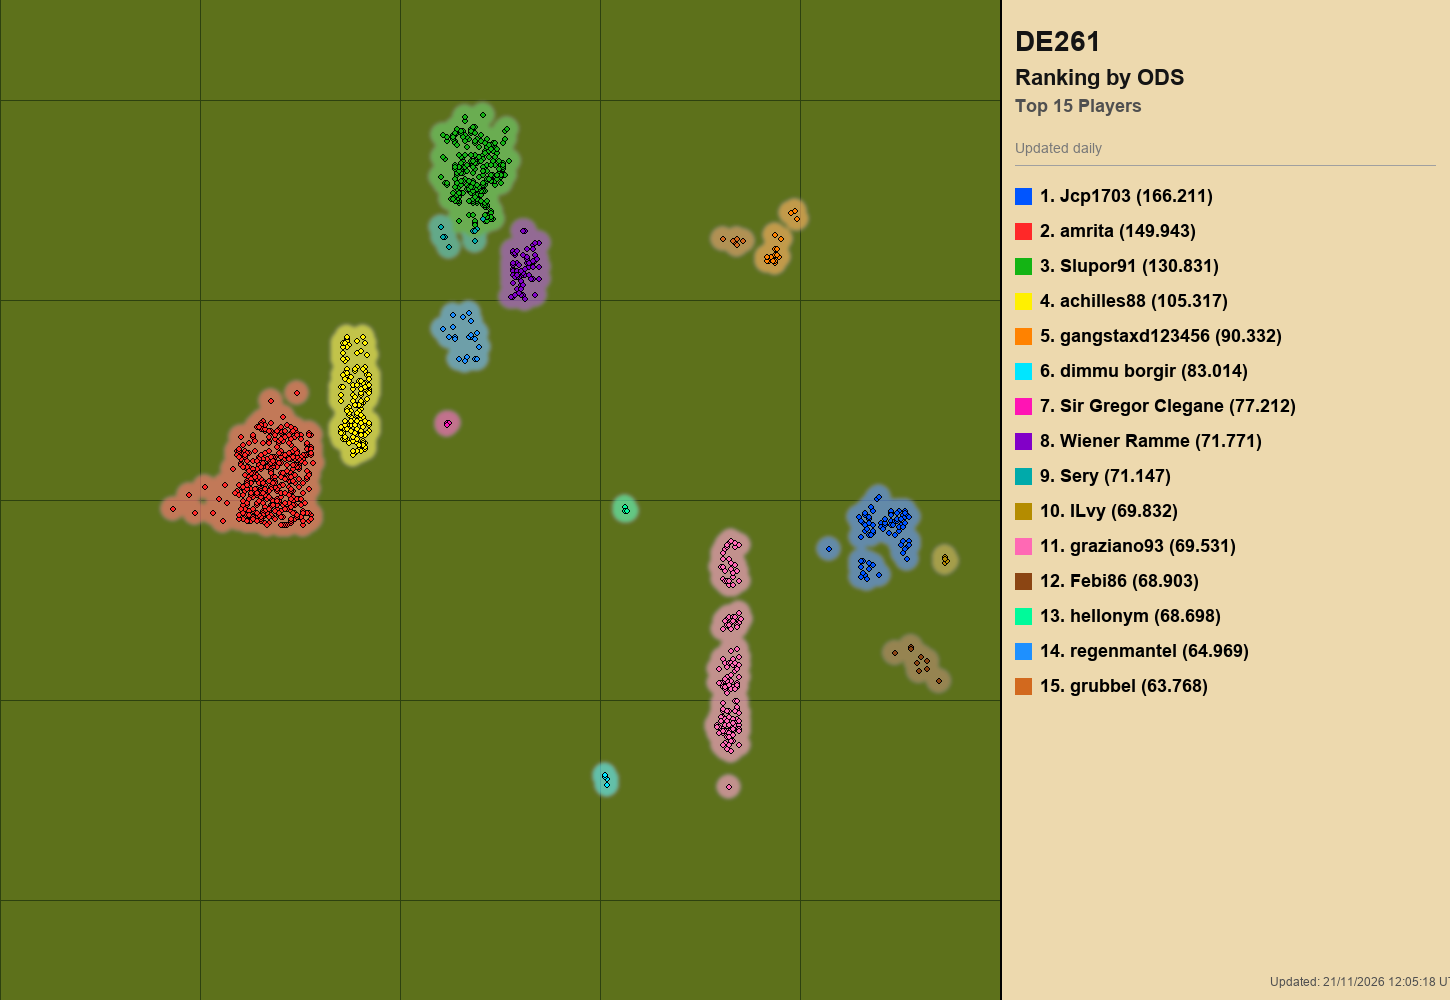 DE261
Ranking by ODS
Top 15 Players
Updated daily
1. Jcp1703 (166.211)
2. amrita (149.943)
3. Slupor91 (130.831)
4. achilles88 (105.317)
5. gangstaxd123456 (90.332)
6. dimmu borgir (83.014)
7. Sir Gregor Clegane (77.212)
8. Wiener Ramme (71.771)
9. Sery (71.147)
10. ILvy (69.832)
11. graziano93 (69.531)
12. Febi86 (68.903)
13. hellonym (68.698)
14. regenmantel (64.969)
15. grubbel (63.768)
Updated: 21/11/2026 12:05:18 U